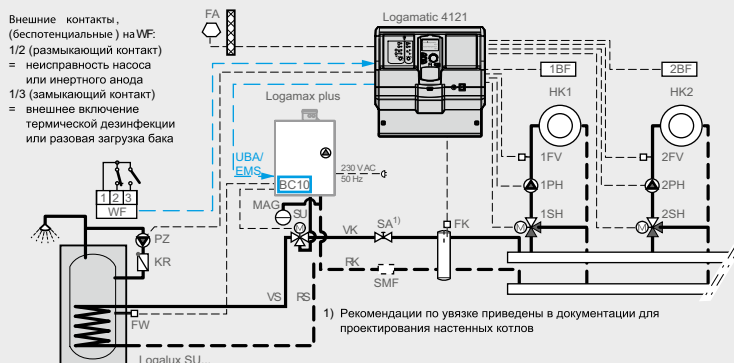 Внешние контакты,
(беспотенциальные) на WF:
1/2 (размыкающий контакт)
= неисправность насоса
или инертного анода
1/3 (замыкающий контакт)
= внешнее включение
термической дезинфекции
или разовая загрузка бака
FA
Logamatic 4121
1BF
2BF
HK1
HK2
Logamax plus
UBA/
EMS
BC10
230 V AC
50 Hz
1FV
2FV
1PH
2PH
1SH
2SH
M
M
1 2 3
WF
MAG
SU
M
VK
SA1)
FK
PZ
KR
RK
SMF
VS
RS
FW
1) Рекомендации по увязке приведены в документации для
проектирования настенных котлов
Logalux SU...